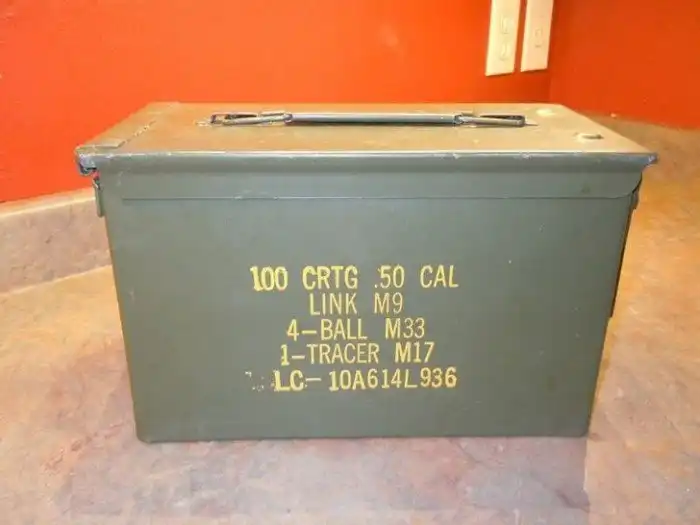 100 CRTG .50 CAL
LINK M9
4-BALL M33
1-TRACER M17
LC-10A614L936